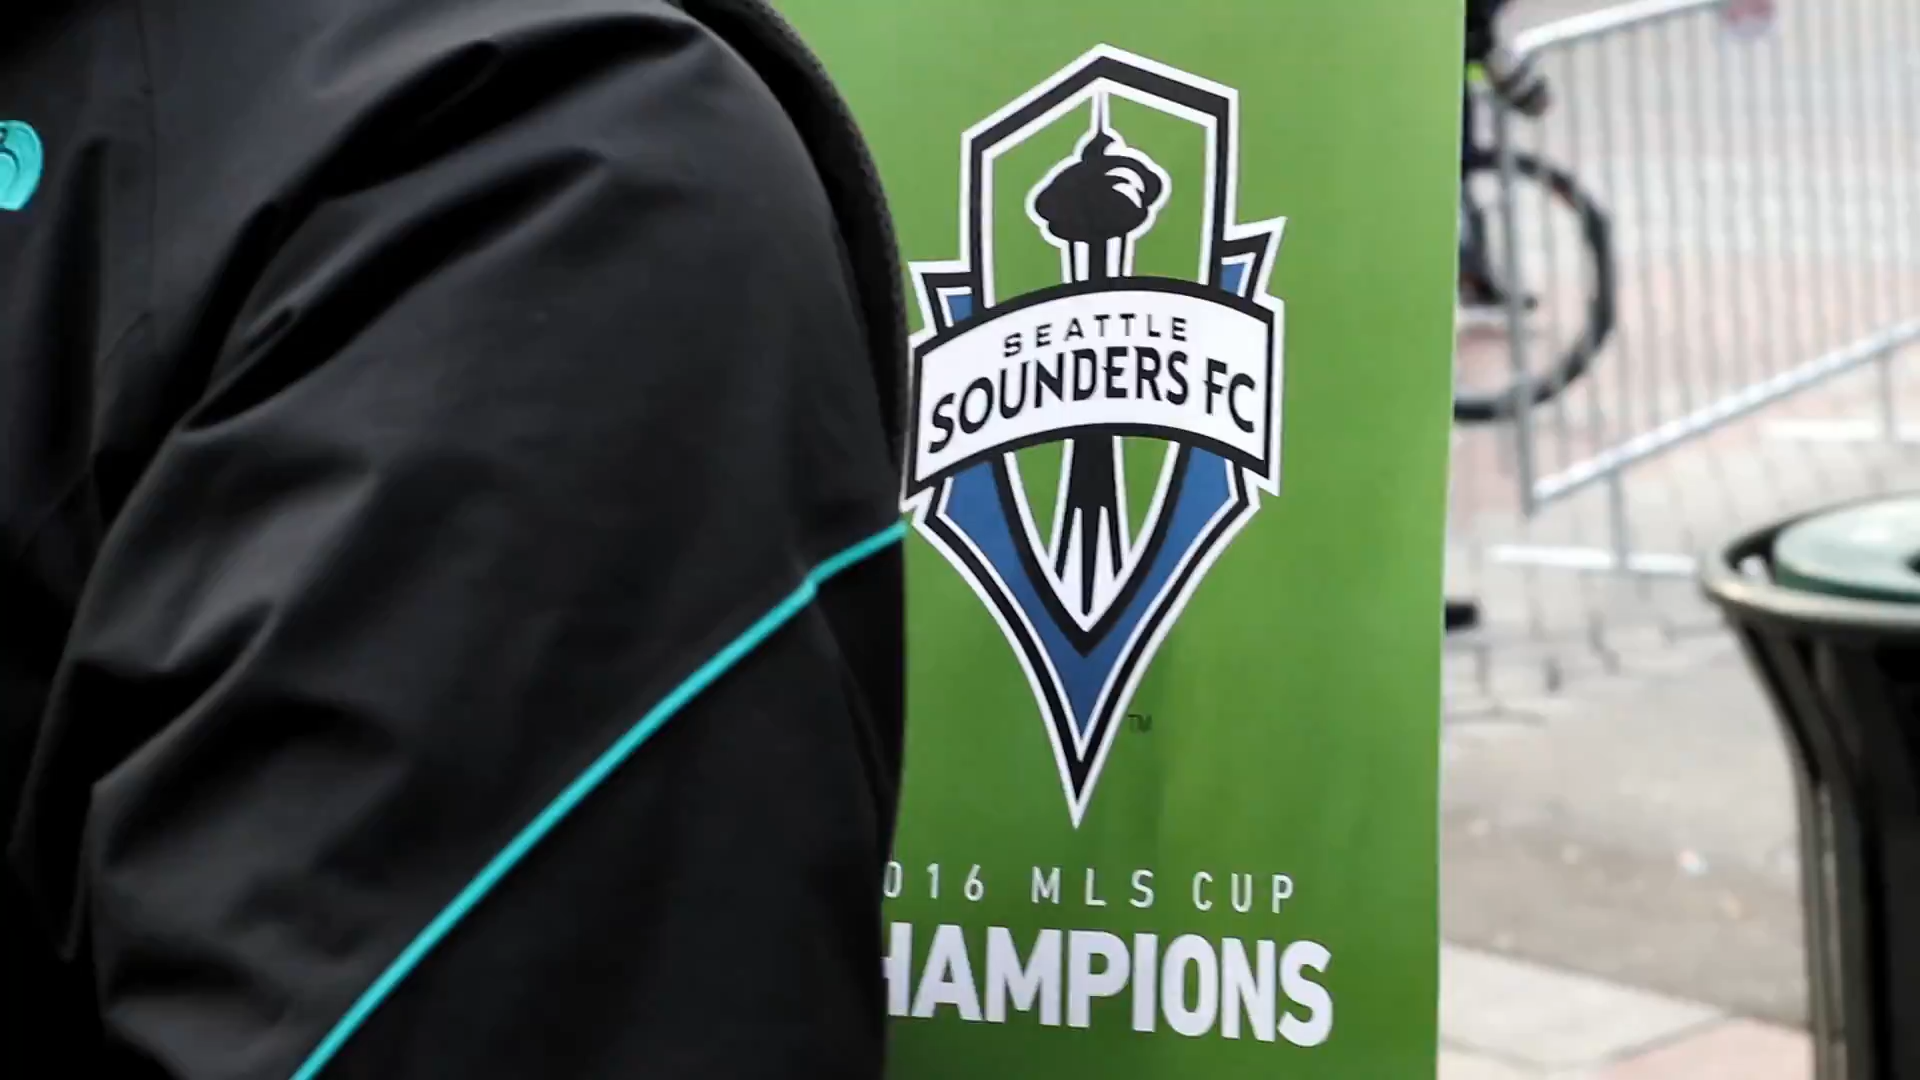 SEATTLE
SOUNDERS FC
TM
016 MLS CUP
HAMPIONS